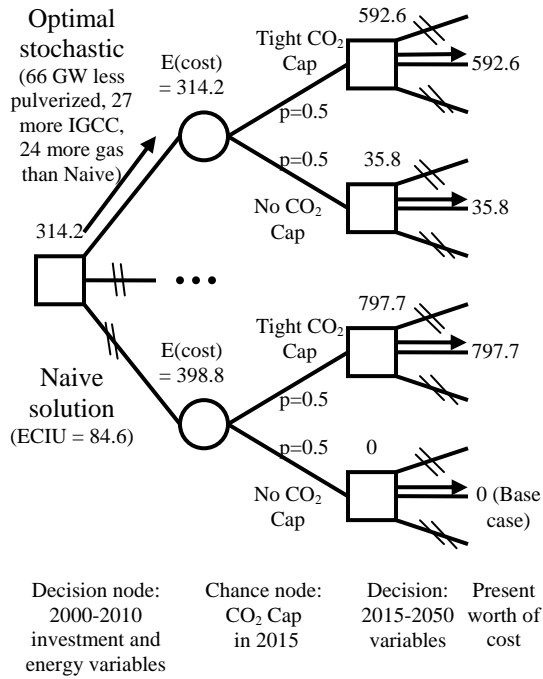 Optimal
stochastic
(66 GW less
pulverized, 27
more IGCC,
24 more gas
than Naive)
314.2
E(cost)
= 314.2
Tight CO₂
Cap
p=0.5
592.6
592.6
p=0.5
No CO₂
Cap
35.8
35.8
• • •
Naive
solution
(ECIU = 84.6)
E(cost)
= 398.8
Tight CO₂
Cap
p=0.5
797.7
797.7
p=0.5
No CO₂
Cap
0
0 (Base
case)
Decision node:
2000-2010
investment and
energy variables
Chance node:
CO₂ Cap
in 2015
Decision:
2015-2050
variables
Present
worth of
cost